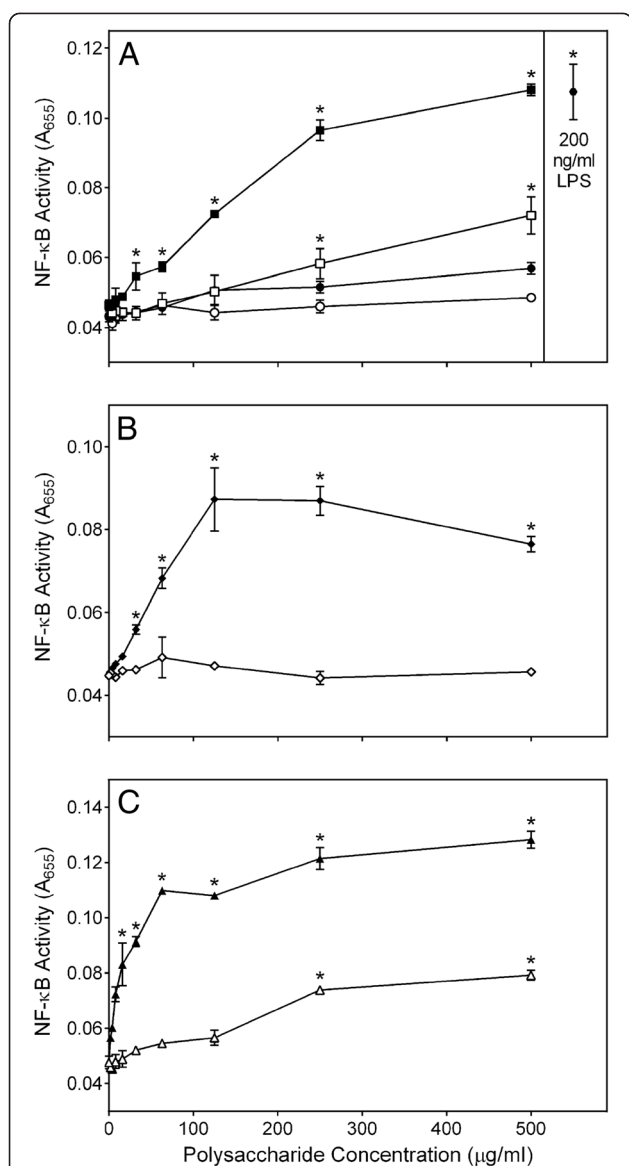 A
NF-κB Activity (A655)
0.10
0.08
0.06
0.04
* * * * *
* *
*
200
ng/ml
LPS
B
NF-κB Activity (A655)
0.10
0.08
0.06
0.04
* * * * *
C
NF-κB Activity (A655)
0.14
0.12
0.10
0.08
0.06
0.04
* * * * * *
* *
0 100 200 300 400 500
Polysaccharide Concentration (μg/ml)